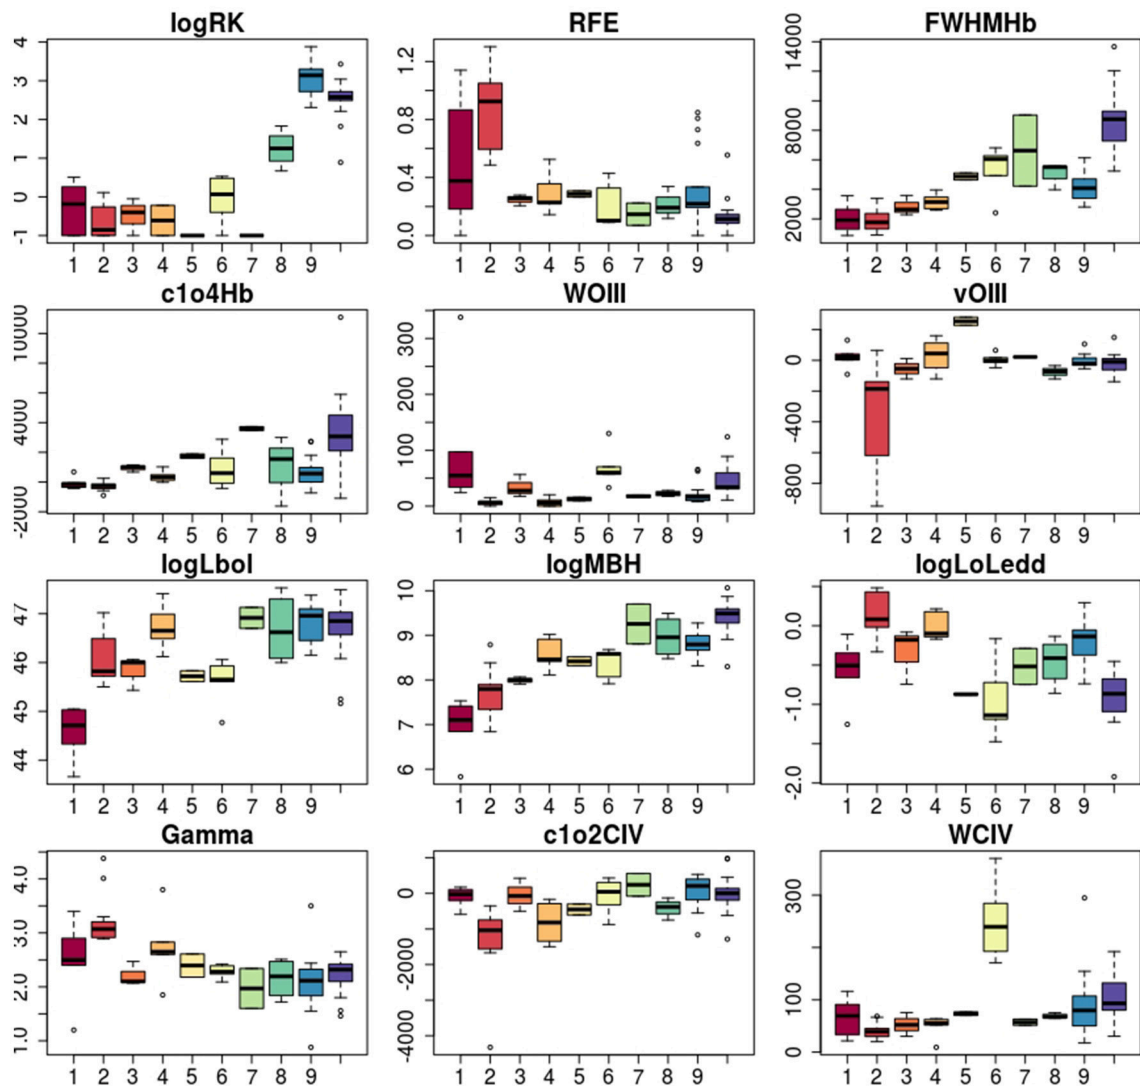 logRK
4
3
2
1
0
-1
1 2 3 4 5 6 7 8 9
RFE
1.2
0.8
0.4
0.0
1 2 3 4 5 6 7 8 9
FWHMHb
14000
8000
2000
1 2 3 4 5 6 7 8 9
c1o4Hb
10000
4000
-2000
1 2 3 4 5 6 7 8 9
WOIII
300
200
100
0
1 2 3 4 5 6 7 8 9
vOIII
0
-400
-800
1 2 3 4 5 6 7 8 9
logLbol
47
46
45
44
1 2 3 4 5 6 7 8 9
logMBH
10
9
8
7
6
1 2 3 4 5 6 7 8 9
logLoLedd
0.0
-1.0
-2.0
1 2 3 4 5 6 7 8 9
Gamma
4.0
3.0
2.0
1.0
1 2 3 4 5 6 7 8 9
c1o2CIV
0
-2000
-4000
1 2 3 4 5 6 7 8 9
WCIV
300
100
0
1 2 3 4 5 6 7 8 9